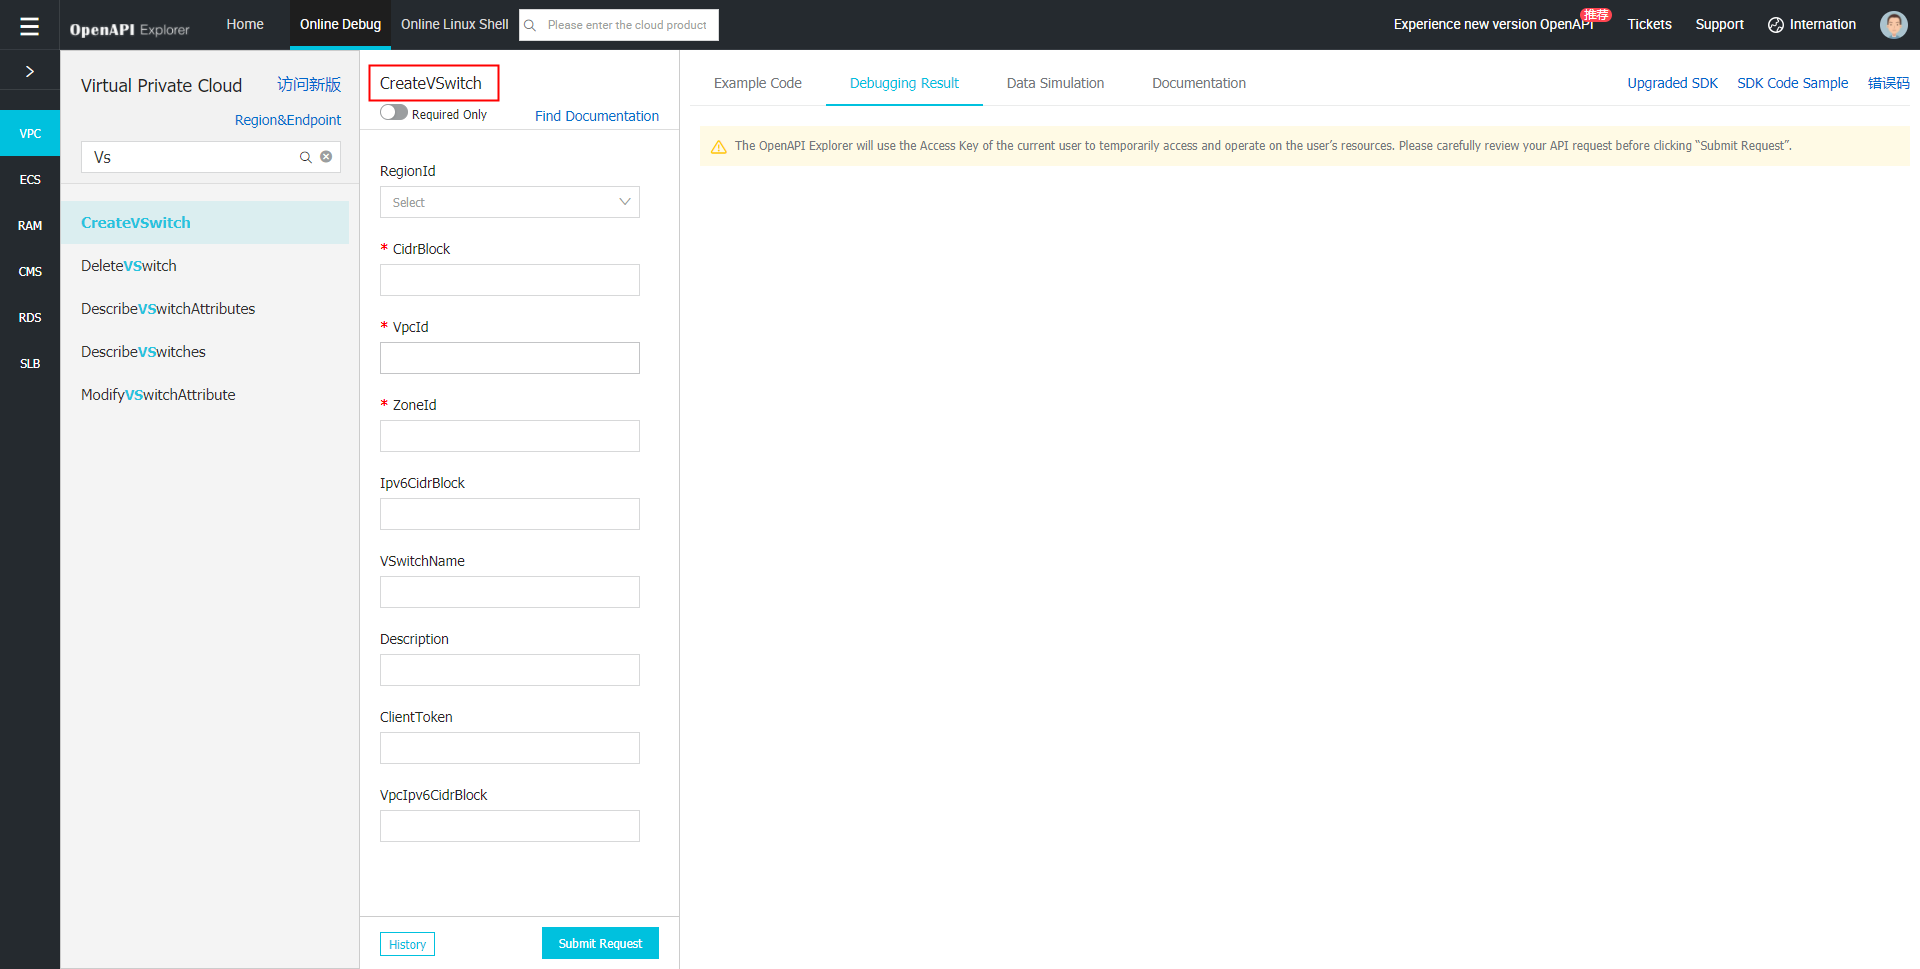 OpenAPI Explorer
Home
Online Debug
Online Linux Shell
Please enter the cloud product
Experience new version OpenAPI
推荐
Tickets
Support
Internation
VPC
ECS
RAM
CMS
RDS
SLB
Virtual Private Cloud
访问新版
Region&Endpoint
Vs
CreateVSwitch
DeleteVSwitch
DescribeVSwitchAttributes
DescribeVSwitches
ModifyVSwitchAttribute
CreateVSwitch
Required Only
Find Documentation
RegionId
Select
* CidrBlock
* VpcId
* ZoneId
Ipv6CidrBlock
VSwitchName
Description
ClientToken
VpcIpv6CidrBlock
History
Submit Request
Example Code
Debugging Result
Data Simulation
Documentation
Upgraded SDK
SDK Code Sample
错误码
The OpenAPI Explorer will use the Access Key of the current user to temporarily access and operate on the user's resources. Please carefully review your API request before clicking “Submit Request”.